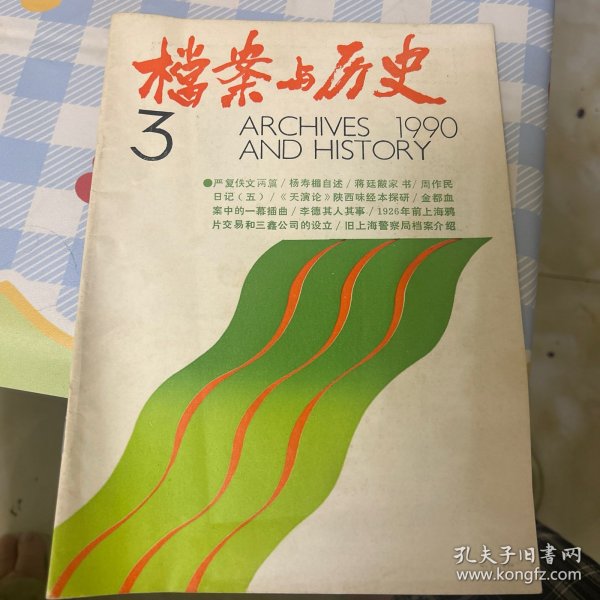 檔案与历史
3
ARCHIVES 1990
AND HISTORY
●严复佚文两篇/杨寿楣自述/蒋廷黻家书/周作民
日记(五)/《天演论》陕西味经本探研/金都血
案中的一幕插曲/李德其人其事/1926年前上海鸦
片交易和三鑫公司的设立/旧上海警察局档案介绍
孔夫子旧书网
www.kongfz.com